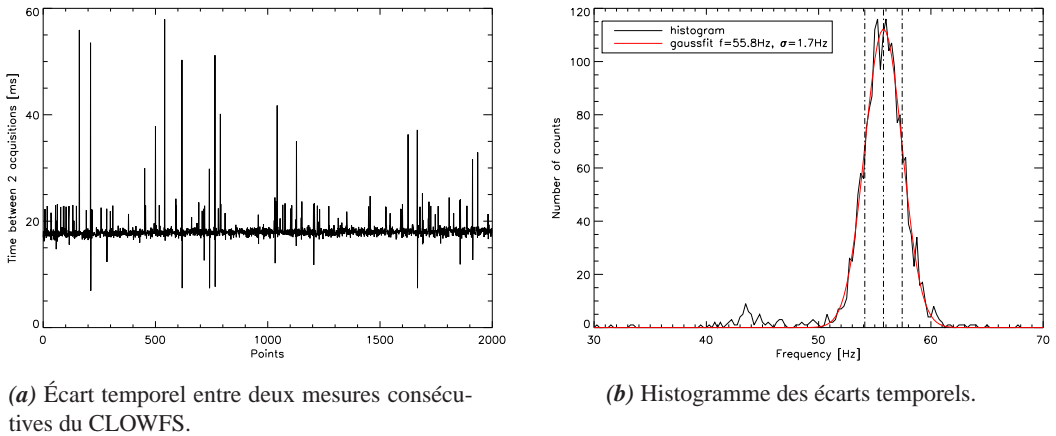 60
40
20
0
Time between 2 acquisitions [ms]
0 500 1000 1500 2000
Points
(a) Écart temporel entre deux mesures consécu-
tives du CLOWFS.
120
100
80
60
40
20
0
Number of counts
histogram
gaussfit f=55.8Hz, σ=1.7Hz
30 40 50 60 70
Frequency [Hz]
(b) Histogramme des écarts temporels.